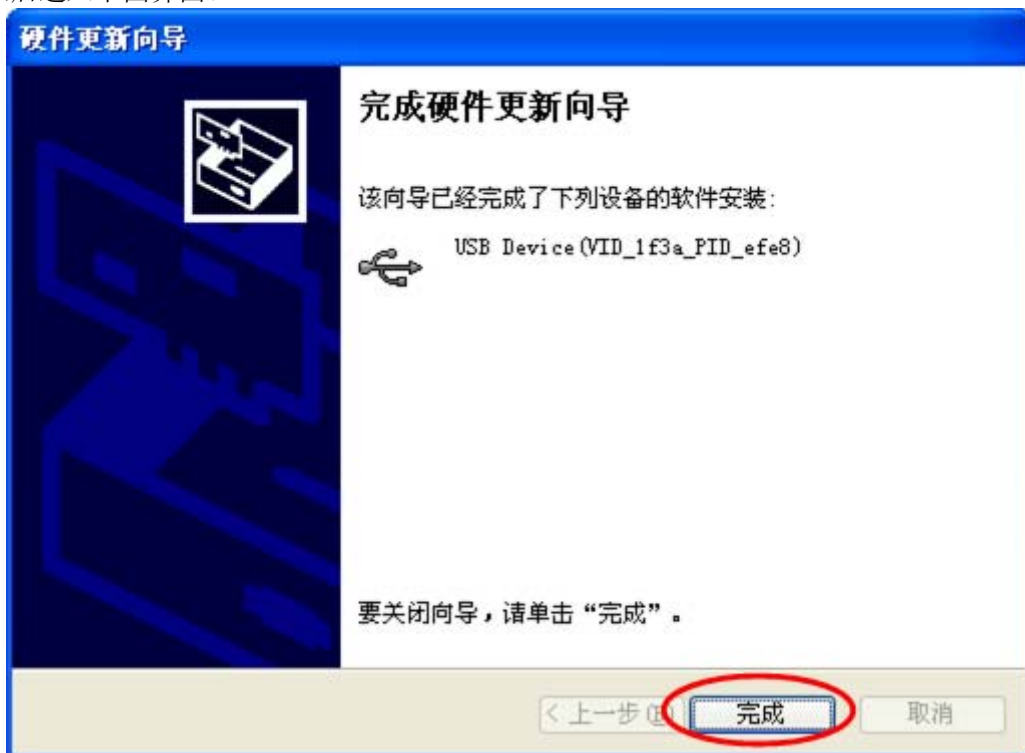 硬件更新向导
完成硬件更新向导
该向导已经完成了下列设备的软件安装:
USB Device(VID_1f3a_PID_efe8)
要关闭向导，请单击“完成”。
<上一步(B) 完成 取消